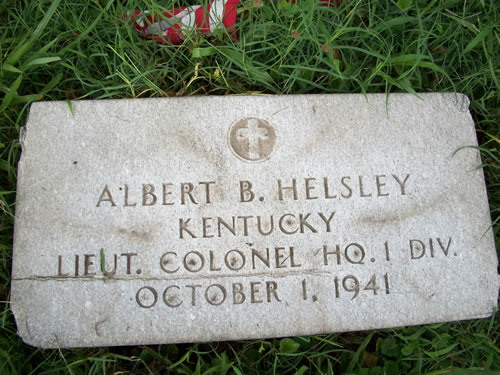 ALBERT B. HELSLEY
KENTUCKY
LIEUT. COLONEL HQ. 1 DIV.
OCTOBER 1, 1941